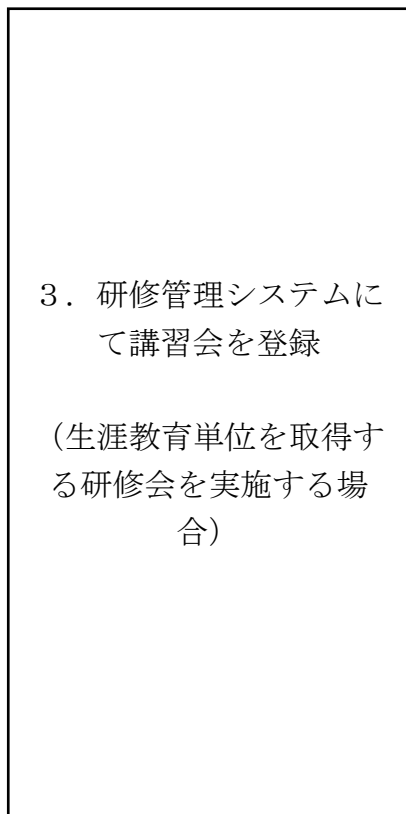 ３．研修管理システムに
て講習会を登録
（生涯教育単位を取得す
る研修会を実施する場
合）